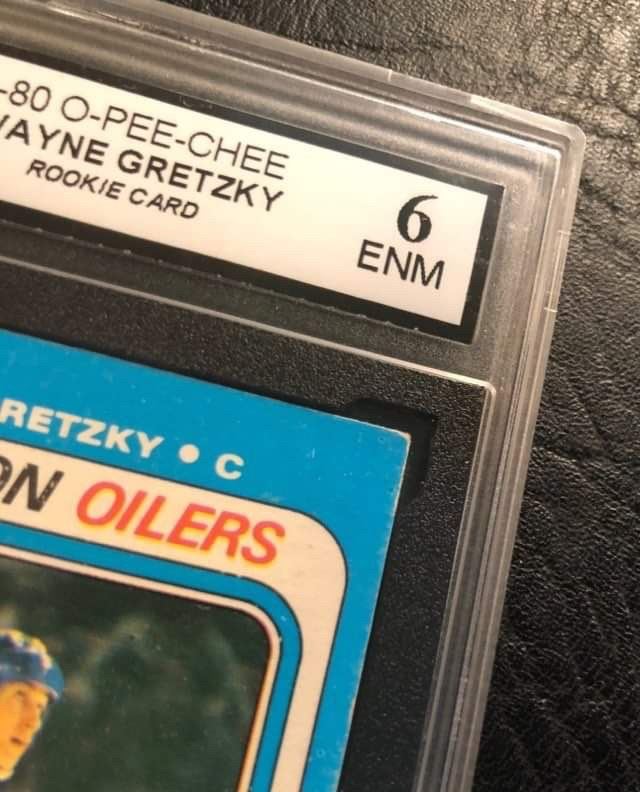 -80 O-PEE-CHEE
AYNE GRETZKY
ROOKIE CARD
6
ENM
RETZKY • C
ON OILERS